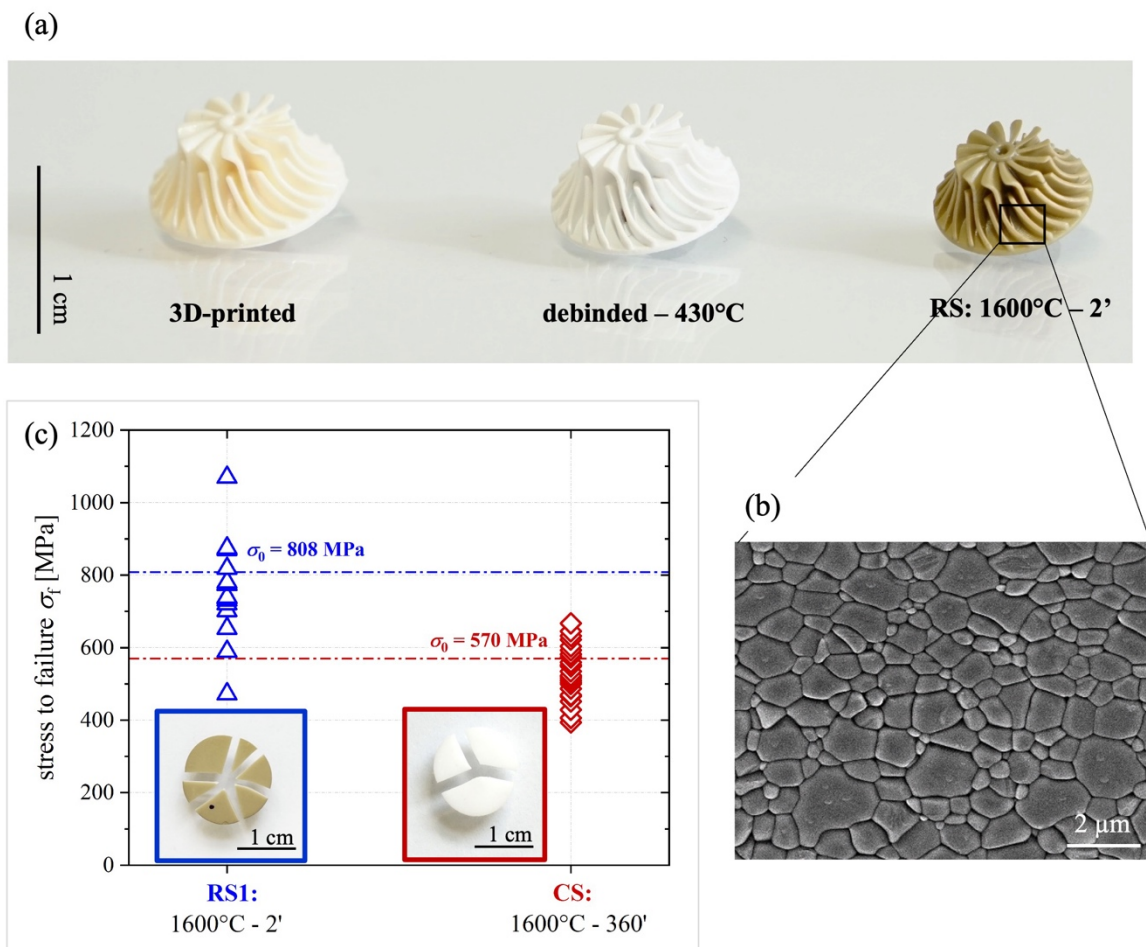 (a)
1 cm
3D-printed
debinded – 430°C
RS: 1600°C – 2’
(c)
1200
1000
800
600
400
200
0
stress to failure σf [MPa]
σ0 = 808 MPa
σ0 = 570 MPa
1 cm
1 cm
RS1:
1600°C - 2'
CS:
1600°C - 360'
(b)
2 µm